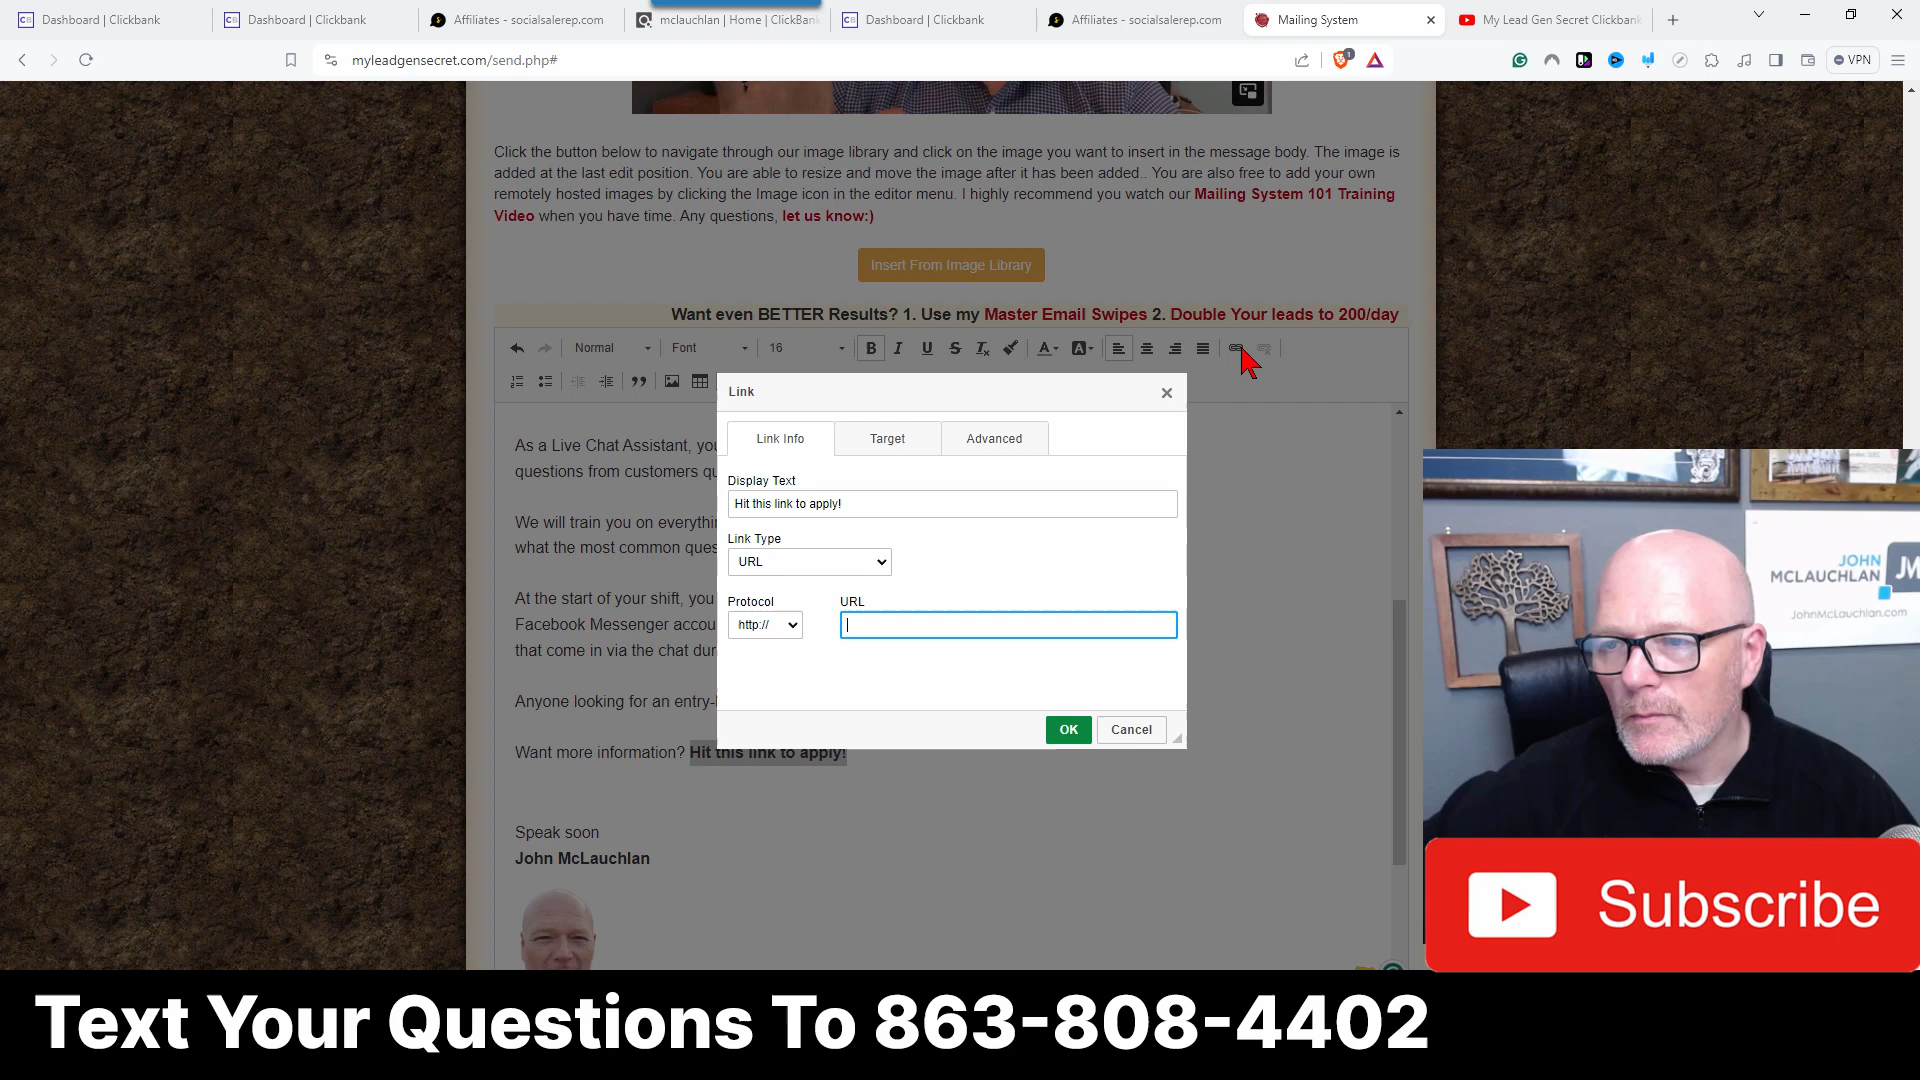 Dashboard | Clickbank
Dashboard | Clickbank
Affiliates - socialsalerep.com
mclauchlan | Home | ClickBank
Dashboard | Clickbank
Affiliates - socialsalerep.com
Mailing System
My Lead Gen Secret Clickbank
myleadgensecret.com/send.php#
1
VPN
Click the button below to navigate through our image library and click on the image you want to insert in the message body. The image is
added at the last edit position. You are able to resize and move the image after it has been added.. You are also free to add your own
remotely hosted images by clicking the Image icon in the editor menu. I highly recommend you watch our Mailing System 101 Training
Video when you have time. Any questions, let us know:)
Insert From Image Library
Want even BETTER Results? 1. Use my Master Email Swipes 2. Double Your leads to 200/day
Normal
Font
16
B I U S
Link
Link Info
Target
Advanced
Display Text
Hit this link to apply!
Link Type
URL
Protocol
URL
http://
OK
Cancel
As a Live Chat Assistant, you
questions from customers
We will train you on
what the most common
At the start of your shift, you
Facebook Messenger
that come in via the chat
Anyone looking for an
Want more information? Hit this link to apply!
Speak soon
John McLauchlan
JOHN
MCLAUCHLAN
JM
JohnMcLauchlan.com
Subscribe
Text Your Questions To 863-808-4402